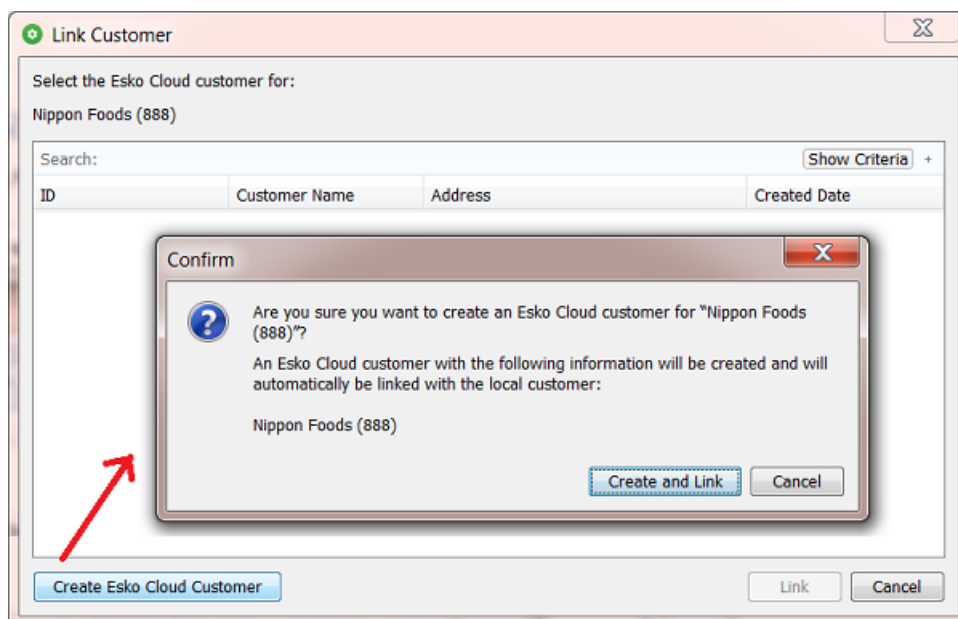 Link Customer
Select the Esko Cloud customer for:
Nippon Foods (888)
Search: Show Criteria +
ID Customer Name Address Created Date
Confirm
Are you sure you want to create an Esko Cloud customer for “Nippon Foods
(888)”?
An Esko Cloud customer with the following information will be created and will
automatically be linked with the local customer:
Nippon Foods (888)
Create and Link Cancel
Create Esko Cloud Customer Link Cancel